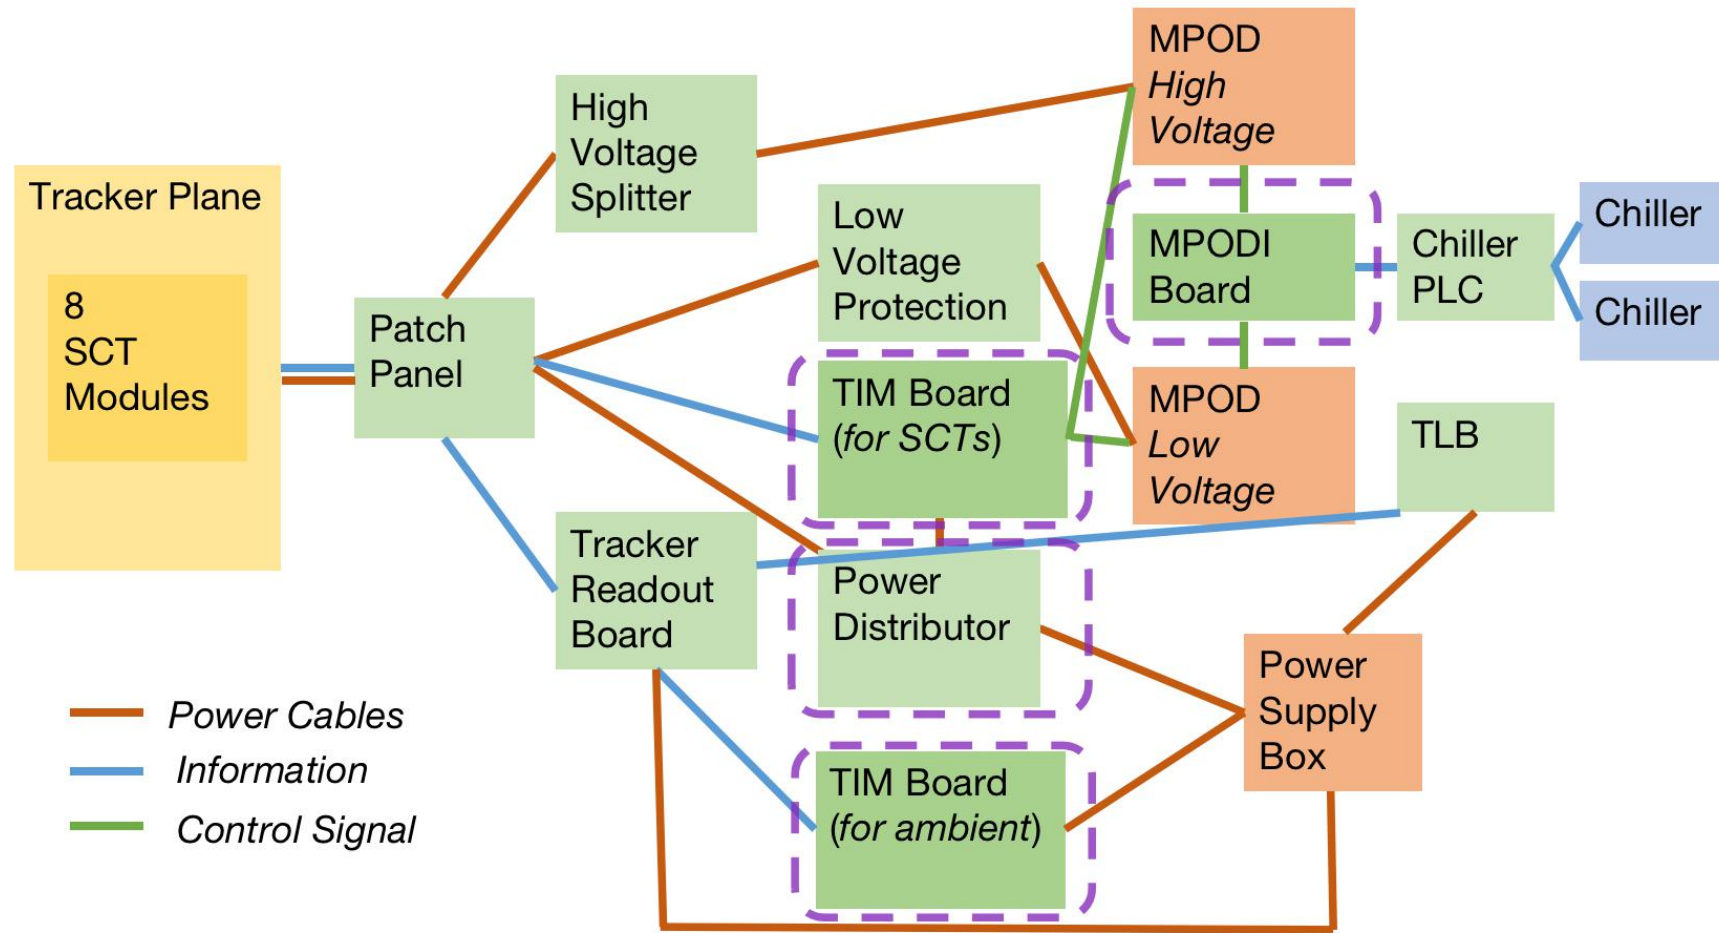 Tracker Plane
8
SCT
Modules
Patch
Panel
High
Voltage
Splitter
Low
Voltage
Protection
TIM Board
(for SCTs)
Tracker
Readout
Board
Power
Distributor
TIM Board
(for ambient)
MPOD
High
Voltage
MPODI
Board
MPOD
Low
Voltage
Chiller
PLC
Chiller
Chiller
TLB
Power
Supply
Box
Power Cables
Information
Control Signal